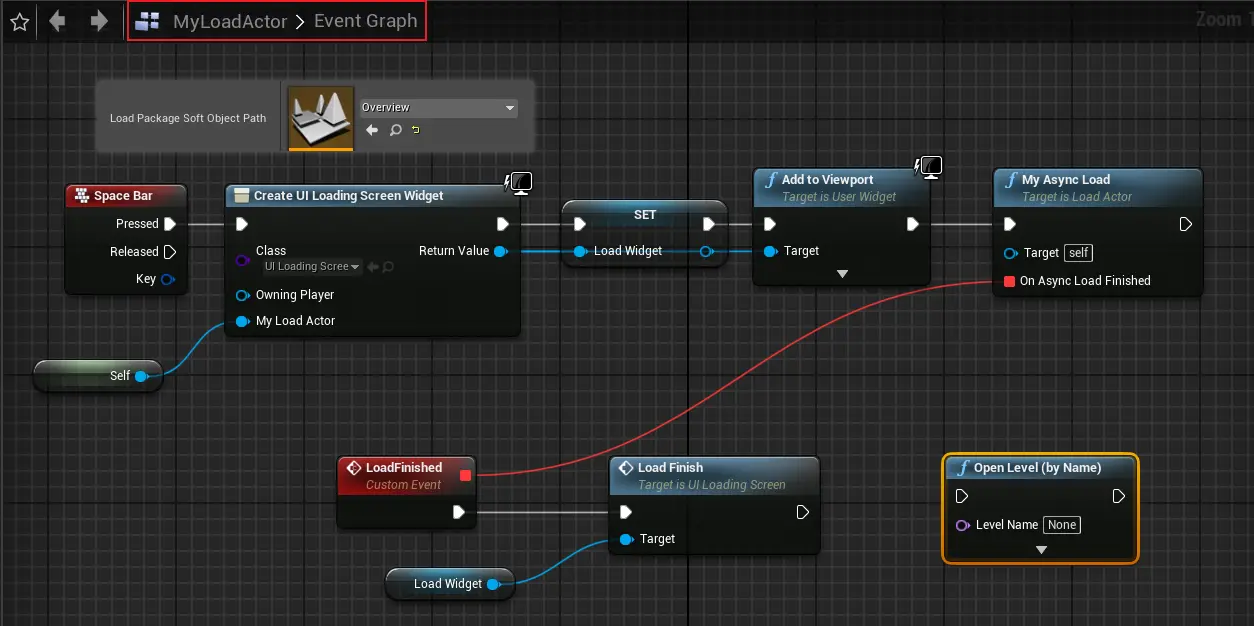 MyLoadActor > Event Graph
Zoom
Load Package Soft Object Path
Overview
Space Bar
Pressed
Released
Key
Create UI Loading Screen Widget
Class
UI Loading Scree
Return Value
Owning Player
My Load Actor
SET
Load Widget
Add to Viewport
Target is User Widget
Target
My Async Load
Target is Load Actor
Target self
On Async Load Finished
Self
LoadFinished
Custom Event
Load Finish
Target is UI Loading Screen
Target
Load Widget
Open Level (by Name)
Level Name None